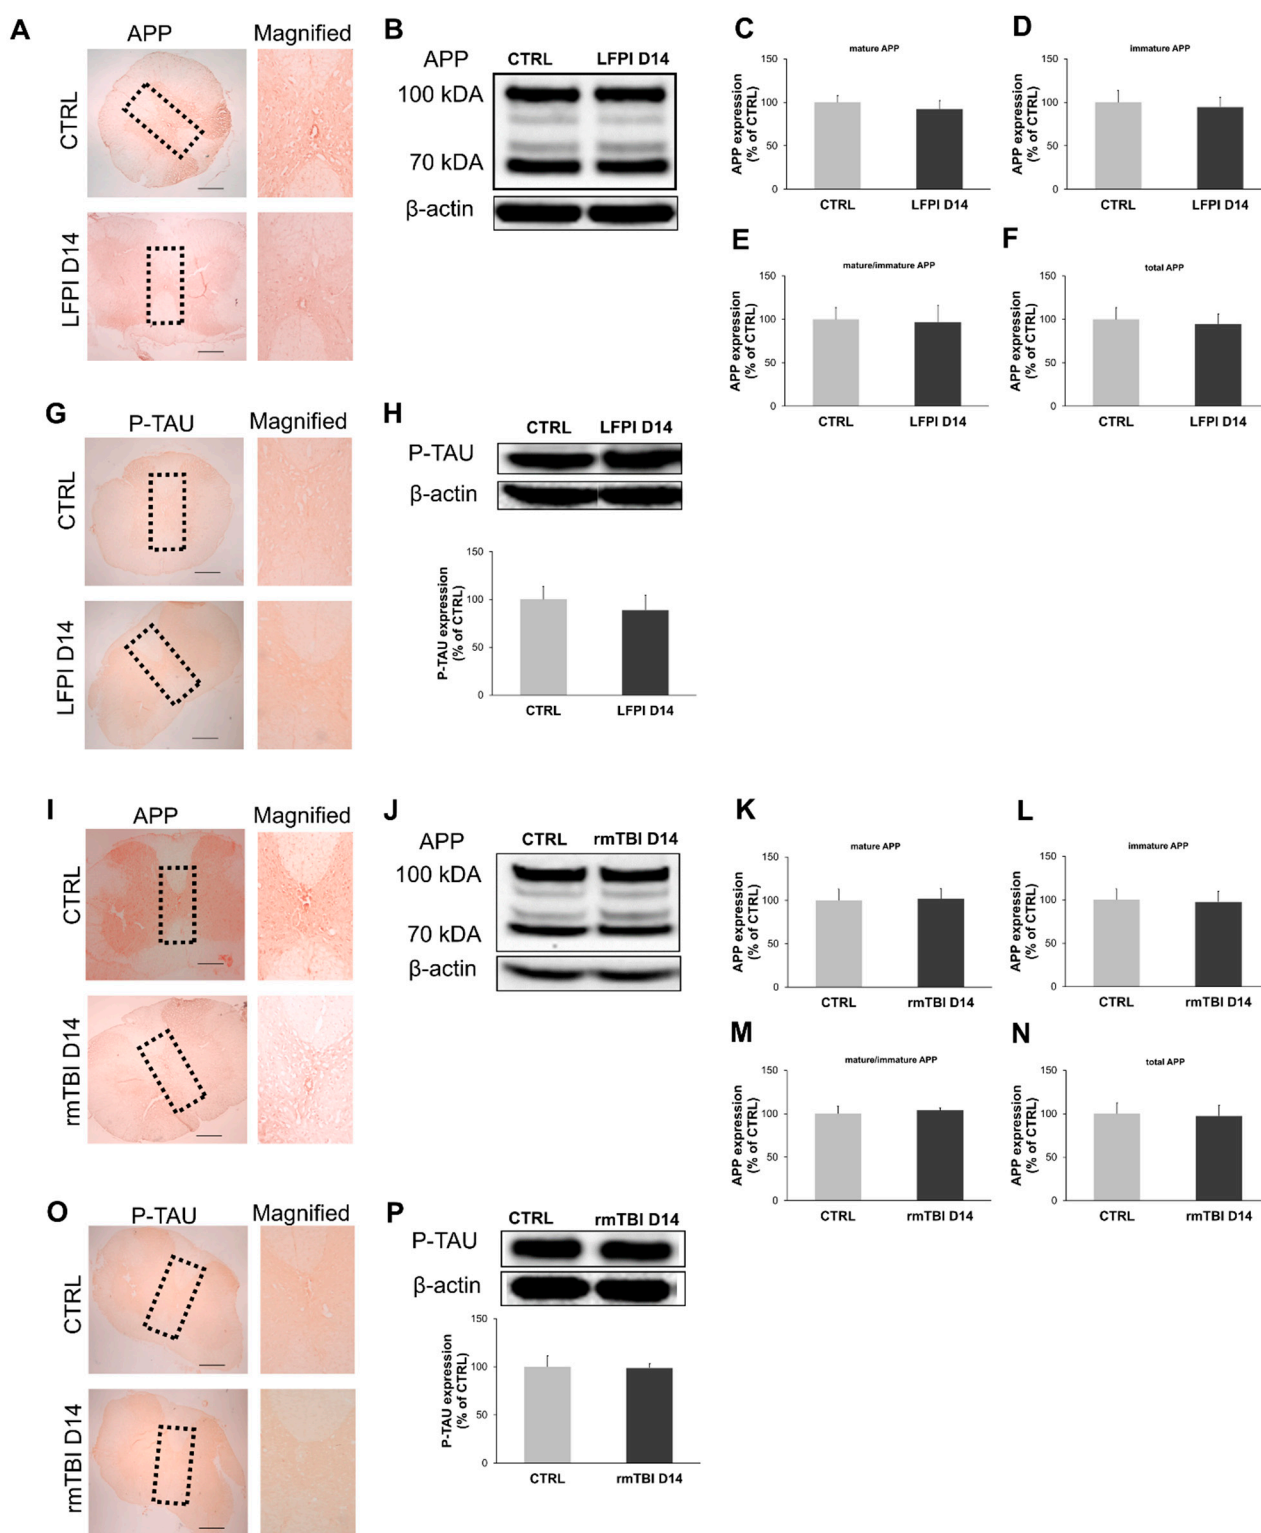 A
APP
Magnified
CTRL
LFPI D14
B
APP
CTRL
LFPI D14
100 kDA
70 kDA
β-actin
C
mature APP
APP expression
(% of CTRL)
150
100
50
0
CTRL
LFPI D14
D
immature APP
APP expression
(% of CTRL)
150
100
50
0
CTRL
LFPI D14
E
mature/immature APP
APP expression
(% of CTRL)
150
100
50
0
CTRL
LFPI D14
F
total APP
APP expression
(% of CTRL)
150
100
50
0
CTRL
LFPI D14
G
P-TAU
Magnified
CTRL
LFPI D14
H
CTRL
LFPI D14
P-TAU
β-actin
P-TAU expression
(% of CTRL)
150
100
50
0
CTRL
LFPI D14
I
APP
Magnified
CTRL
rmTBI D14
J
APP
CTRL
rmTBI D14
100 kDA
70 kDA
β-actin
K
mature APP
APP expression
(% of CTRL)
150
100
50
0
CTRL
rmTBI D14
L
immature APP
APP expression
(% of CTRL)
150
100
50
0
CTRL
rmTBI D14
M
mature/immature APP
APP expression
(% of CTRL)
150
100
50
0
CTRL
rmTBI D14
N
total APP
APP expression
(% of CTRL)
150
100
50
0
CTRL
rmTBI D14
O
P-TAU
Magnified
CTRL
rmTBI D14
P
CTRL
rmTBI D14
P-TAU
β-actin
P-TAU expression
(% of CTRL)
150
100
50
0
CTRL
rmTBI D14